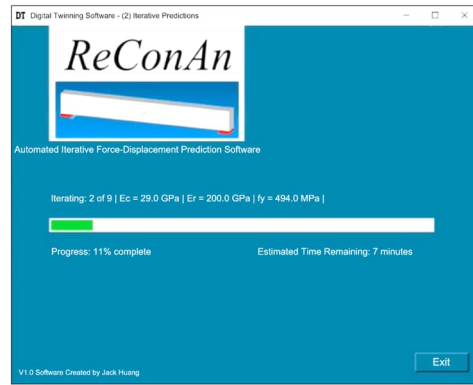 DT Digital Twinning Software - (2) Iterative Predictions
ReConAn
Automated Iterative Force-Displacement Prediction Software
Iterating: 2 of 9 | Ec = 29.0 GPa | Er = 200.0 GPa | fy = 494.0 MPa |
Progress: 11% complete Estimated Time Remaining: 7 minutes
Exit
V1.0 Software Created by Jack Huang